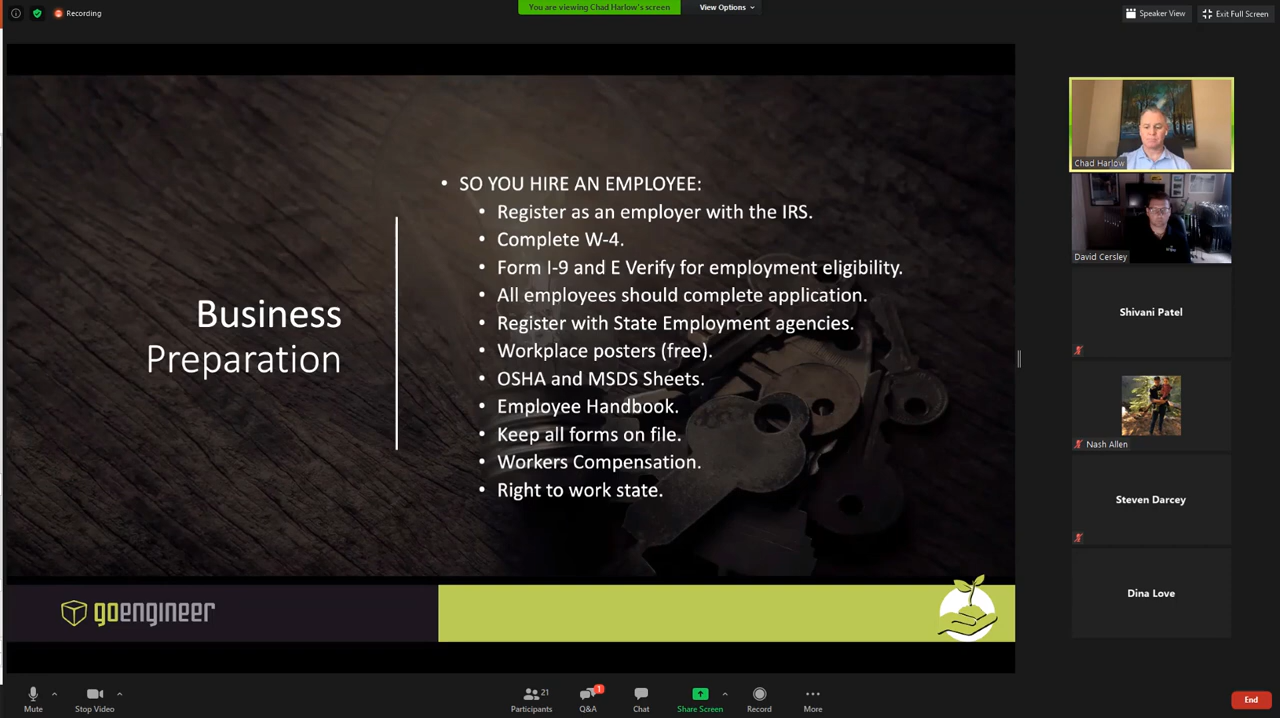 Recording
You are viewing Chad Harlow's screen
View Options
Speaker View
Exit Full Screen
Business
Preparation
• SO YOU HIRE AN EMPLOYEE:
• Register as an employer with the IRS.
• Complete W-4.
• Form I-9 and E Verify for employment eligibility.
• All employees should complete application.
• Register with State Employment agencies.
• Workplace posters (free).
• OSHA and MSDS Sheets.
• Employee Handbook.
• Keep all forms on file.
• Workers Compensation.
• Right to work state.
goengineer
Chad Harlow
David Cersley
Shivani Patel
Nash Allen
Steven Darcey
Dina Love
Mute
Stop Video
Participants
21
Q&A
1
Chat
Share Screen
Record
More
End